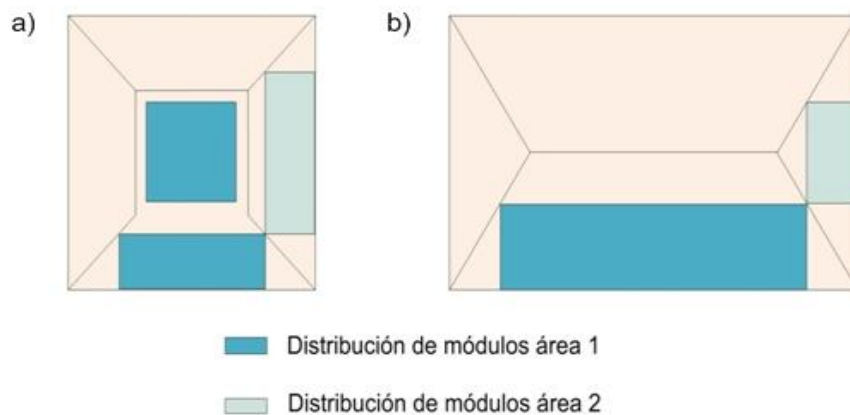 a)
b)
Distribución de módulos área 1
Distribución de módulos área 2